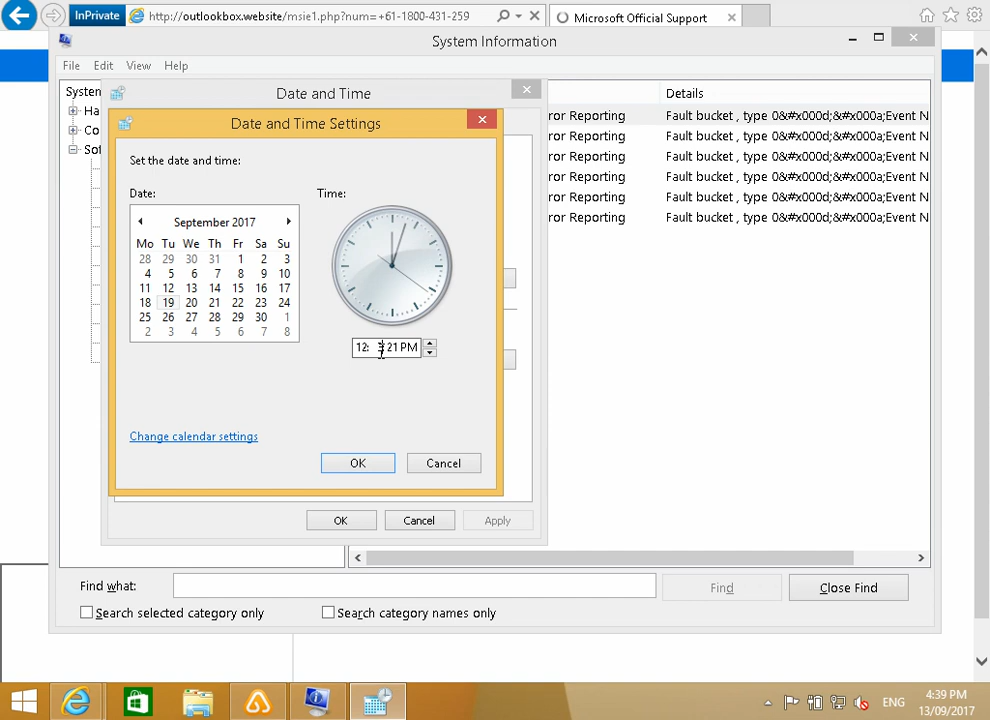 InPrivate
http://outlookbox.website/msie1.php?num=+61-1800-431-259
Microsoft Official Support
System Information
File Edit View Help
System
Details
Date and Time
Date and Time Settings
Set the date and time:
Date:
Time:
September 2017
Mo Tu We Th Fr Sa Su
28 29 30 31 1 2 3
4 5 6 7 8 9 10
11 12 13 14 15 16 17
18 19 20 21 22 23 24
25 26 27 28 29 30 1
2 3 4 5 6 7 8
12: 21 PM
Change calendar settings
OK Cancel
OK Cancel Apply
Ha
Co
Sof
ror Reporting Fault bucket , type 0&#x000d;&#x000a;Event N
ror Reporting Fault bucket , type 0&#x000d;&#x000a;Event N
ror Reporting Fault bucket , type 0&#x000d;&#x000a;Event N
ror Reporting Fault bucket , type 0&#x000d;&#x000a;Event N
ror Reporting Fault bucket , type 0&#x000d;&#x000a;Event N
ror Reporting Fault bucket , type 0&#x000d;&#x000a;Event N
Find what:
Find
Close Find
Search selected category only
Search category names only
ENG
4:39 PM
13/09/2017